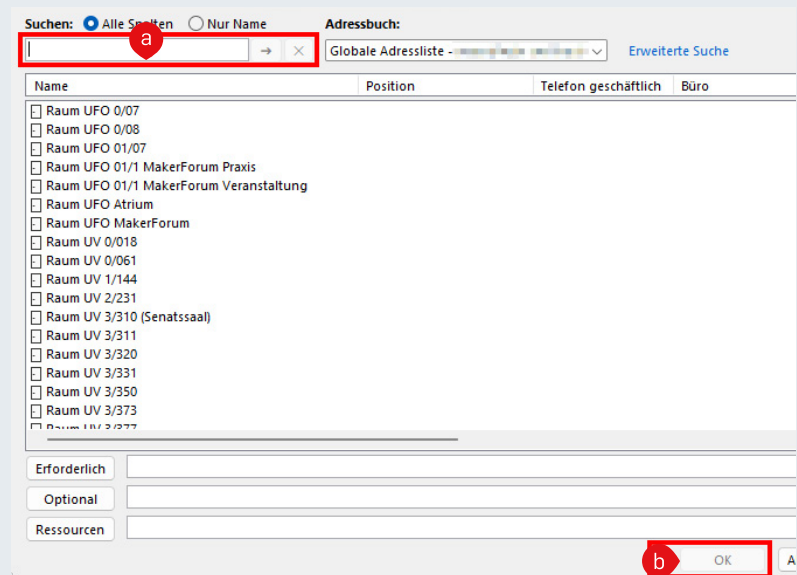 Suchen: Alle Spalten Nur Name Adressbuch:
a
Globale Adressliste - Erweiterte Suche
Name Position Telefon geschäftlich Büro
Raum UFO 0/07
Raum UFO 0/08
Raum UFO 01/07
Raum UFO 01/1 MakerForum Praxis
Raum UFO 01/1 MakerForum Veranstaltung
Raum UFO Atrium
Raum UFO MakerForum
Raum UV 0/018
Raum UV 0/061
Raum UV 1/144
Raum UV 2/231
Raum UV 3/310 (Senatssaal)
Raum UV 3/311
Raum UV 3/320
Raum UV 3/331
Raum UV 3/350
Raum UV 3/373
Raum UV 3/377
Erforderlich
Optional
Ressourcen
b OK A